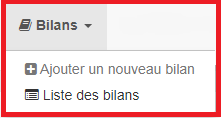 Bilans
Ajouter un nouveau bilan
Liste des bilans